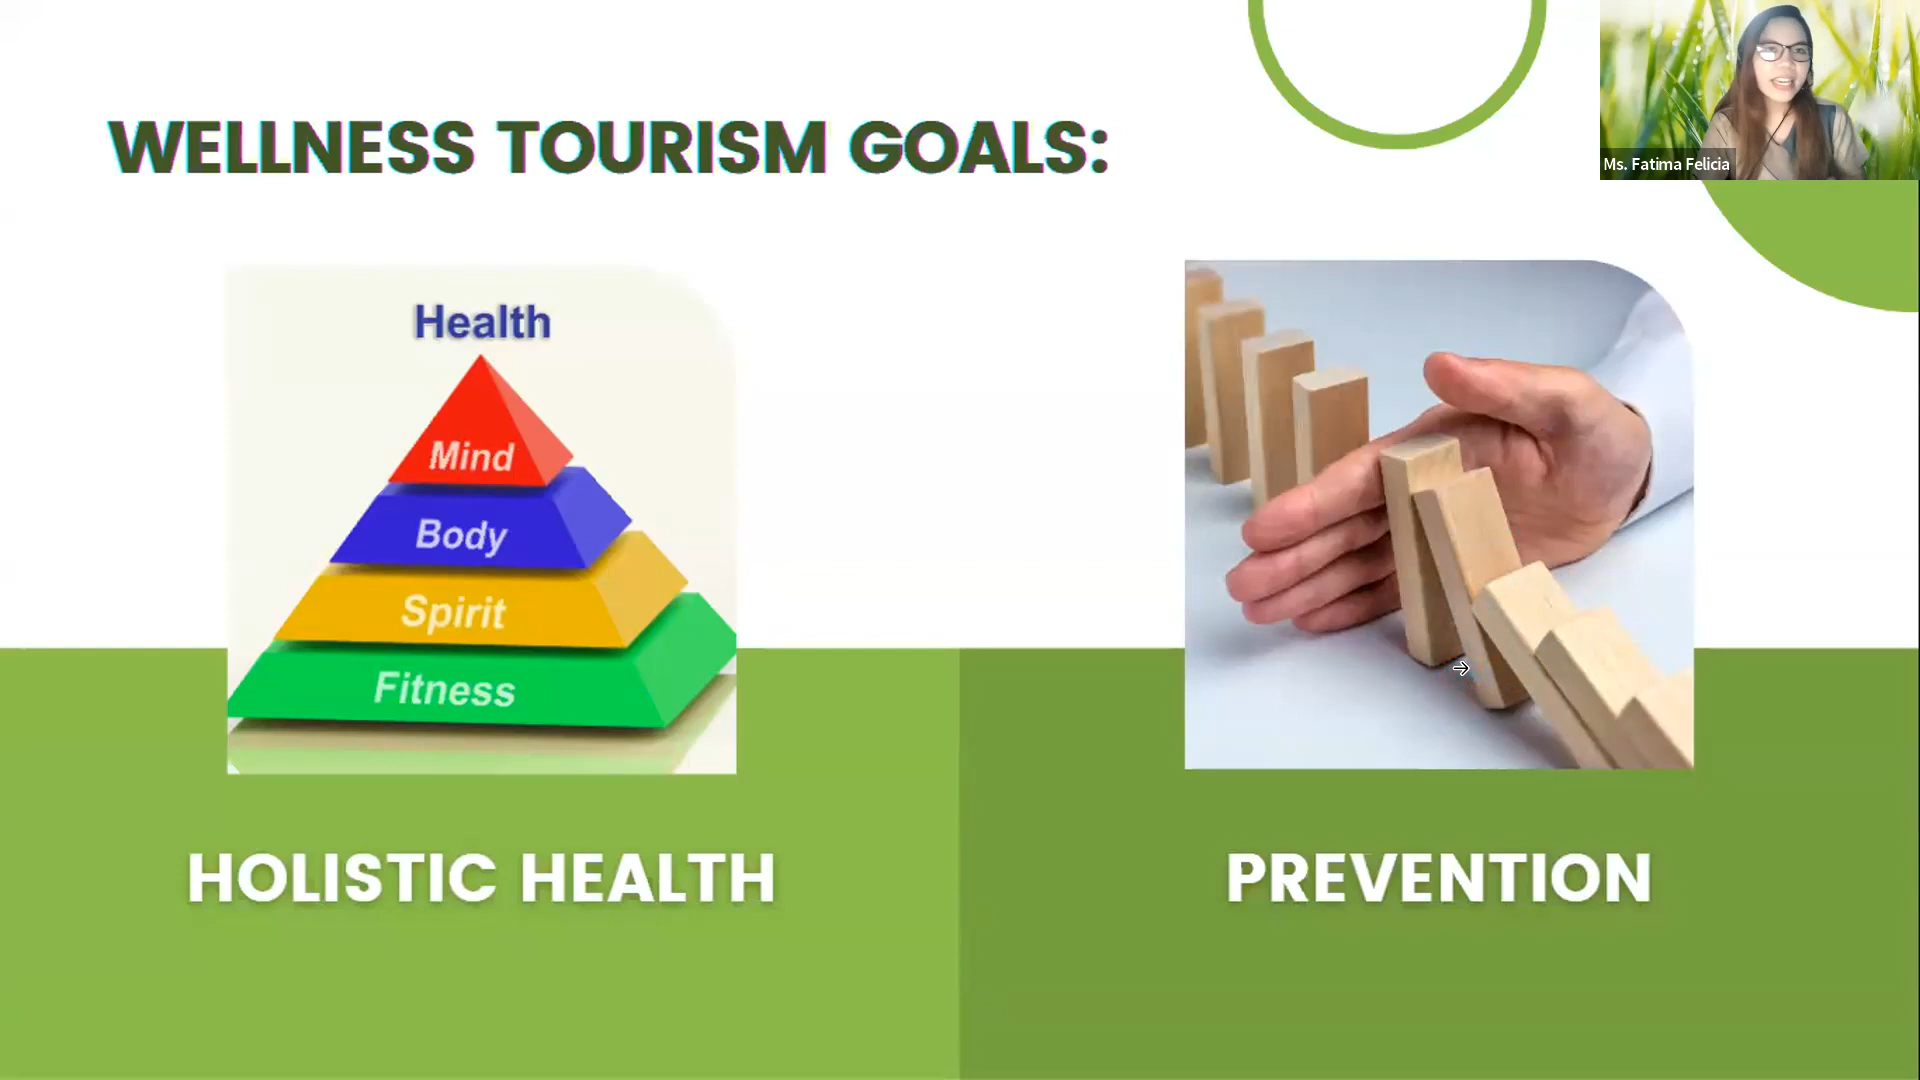 WELLNESS TOURISM GOALS:
Ms. Fatima Felicia
Health
Mind
Body
Spirit
Fitness
HOLISTIC HEALTH
PREVENTION